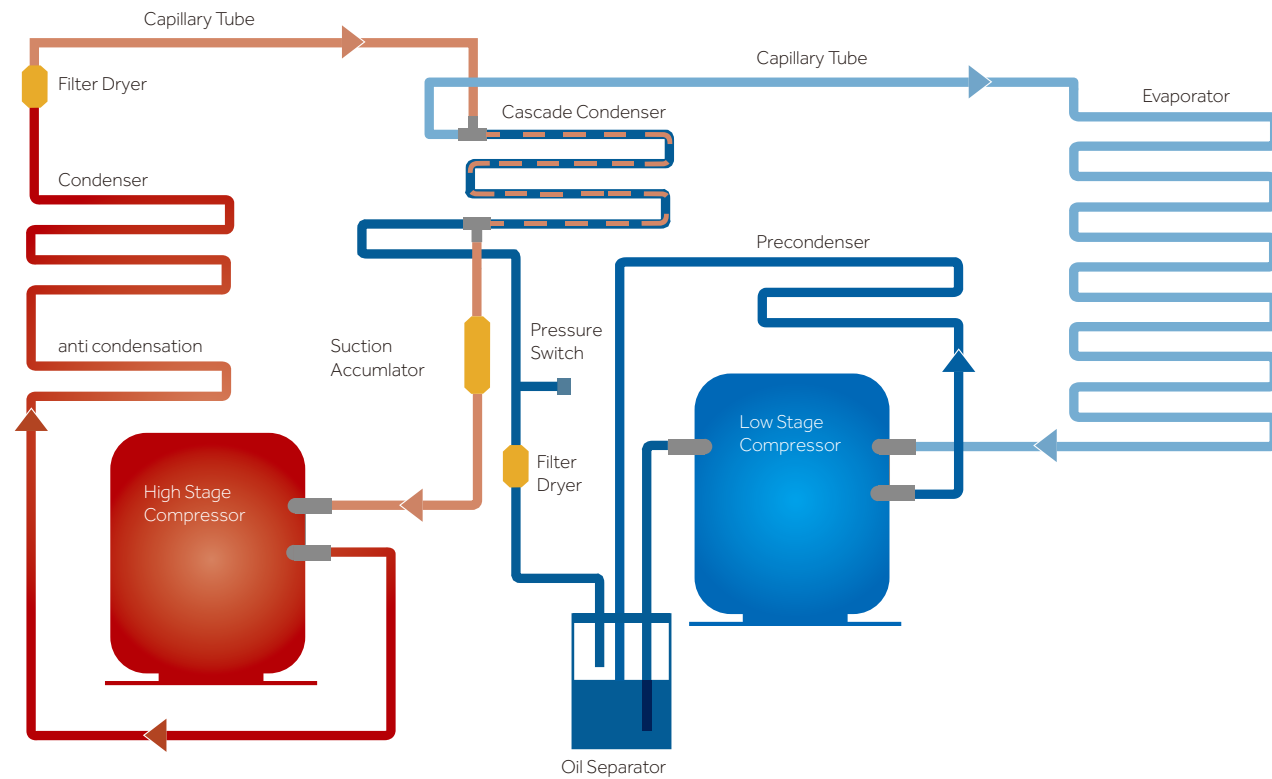 Capillary Tube
Filter Dryer
Capillary Tube
Evaporator
Cascade Condenser
Condenser
Precondenser
anti condensation
Suction
Accumlator
Pressure
Switch
Low Stage
Compressor
Filter
Dryer
High Stage
Compressor
Oil Separator